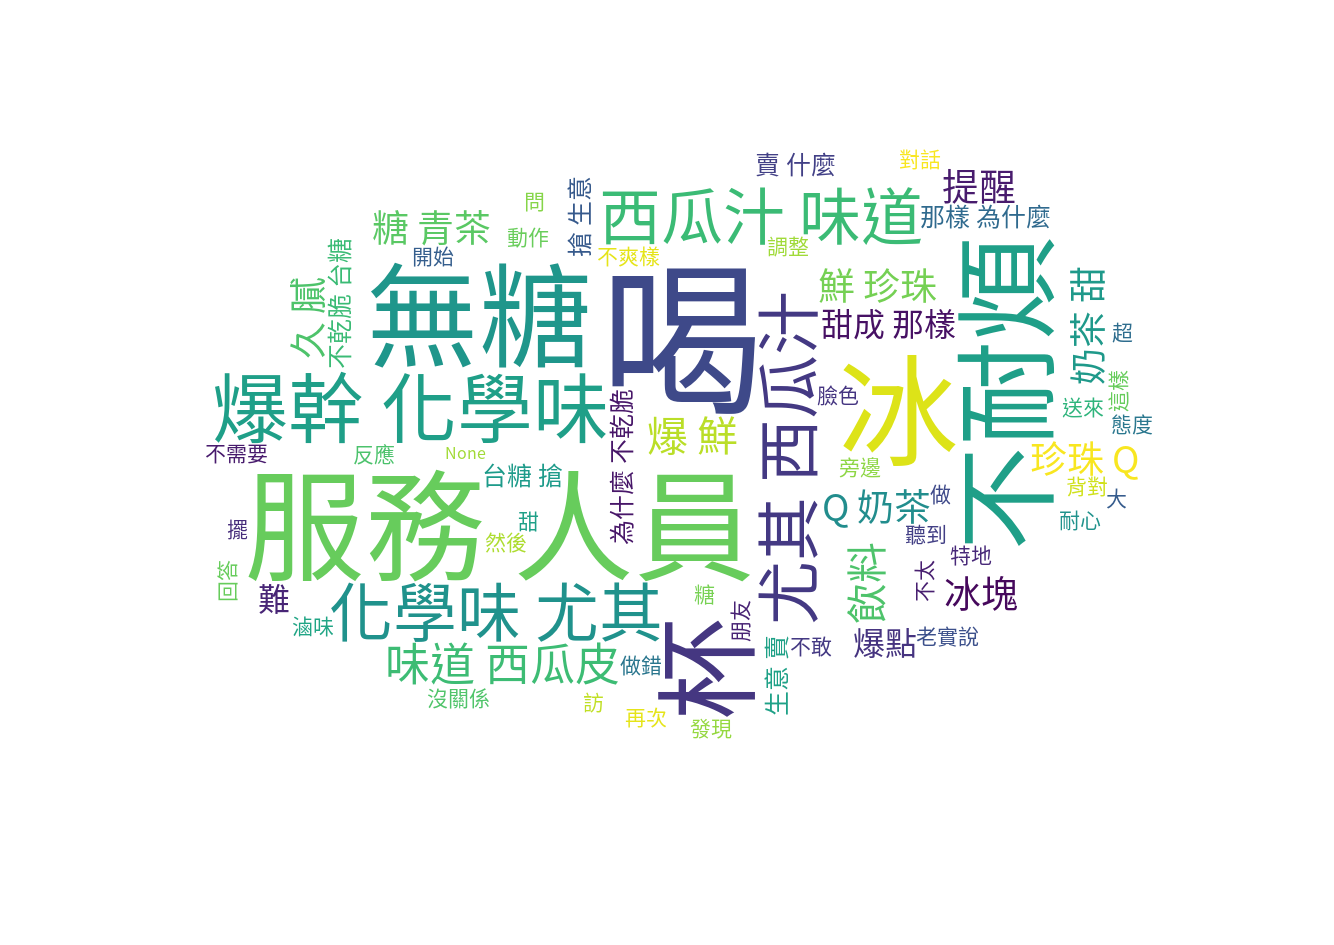 賣 什麼
對話
提醒
搶 生意
西瓜汁 味道
那樣 為什麼
問
糖 青茶
動作
不乾脆 台糖
開始
不爽樣
調整
久 膩
無糖
喝
鮮 珍珠
不耐煩
奶茶 甜
甜成 那樣
尤其 西瓜汁
冰
超
爆幹 化學味
臉色
這樣
送來
態度
為什麼 不乾脆
爆 鮮
不需要
反應
None
珍珠 Q
旁邊
台糖 搶
背對
服務人員
Q 奶茶
做
大
擺
甜
然後
耐心
聽到
特地
回答
化學味 尤其
飲料
不太
冰塊
難
糖
滷味
朋友
杯
爆點
老實說
味道 西瓜皮
做錯
生意 賣
不敢
沒關係
訪
再次
發現